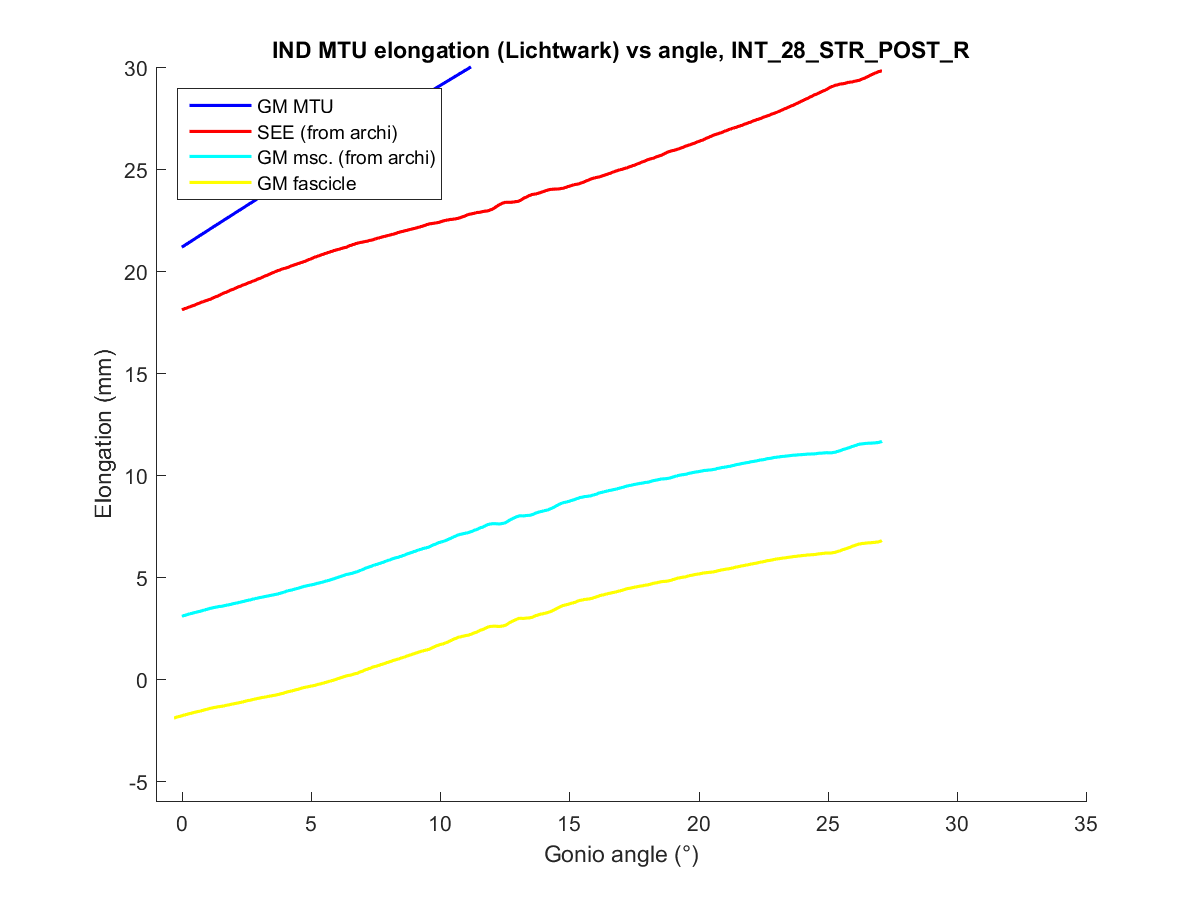 IND MTU elongation (Lichtwark) vs angle, INT_28_STR_POST_R
30
25
20
15
10
5
0
-5
Elongation (mm)
GM MTU
SEE (from archi)
GM msc. (from archi)
GM fascicle
0 5 10 15 20 25 30 35
Gonio angle (°)